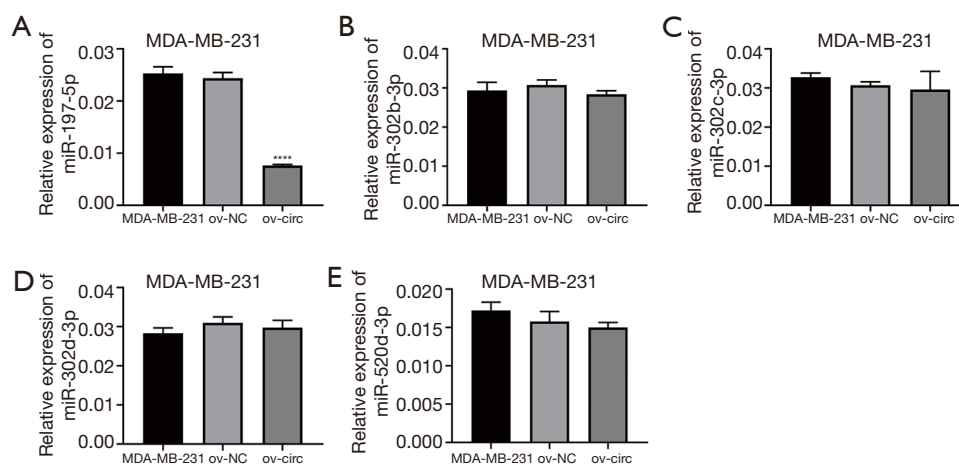 A
MDA-MB-231
Relative expression of
miR-197-5p
0.03
0.02
0.01
0.00
****
MDA-MB-231 ov-NC ov-circ
B
MDA-MB-231
Relative expression of
miR-302b-3p
0.04
0.03
0.02
0.01
0.00
MDA-MB-231 ov-NC ov-circ
C
MDA-MB-231
Relative expression of
miR-302c-3p
0.04
0.03
0.02
0.01
0.00
MDA-MB-231 ov-NC ov-circ
D
MDA-MB-231
Relative expression of
miR-302d-3p
0.04
0.03
0.02
0.01
0.00
MDA-MB-231 ov-NC ov-circ
E
MDA-MB-231
Relative expression of
miR-520d-3p
0.020
0.015
0.010
0.005
0.000
MDA-MB-231 ov-NC ov-circ